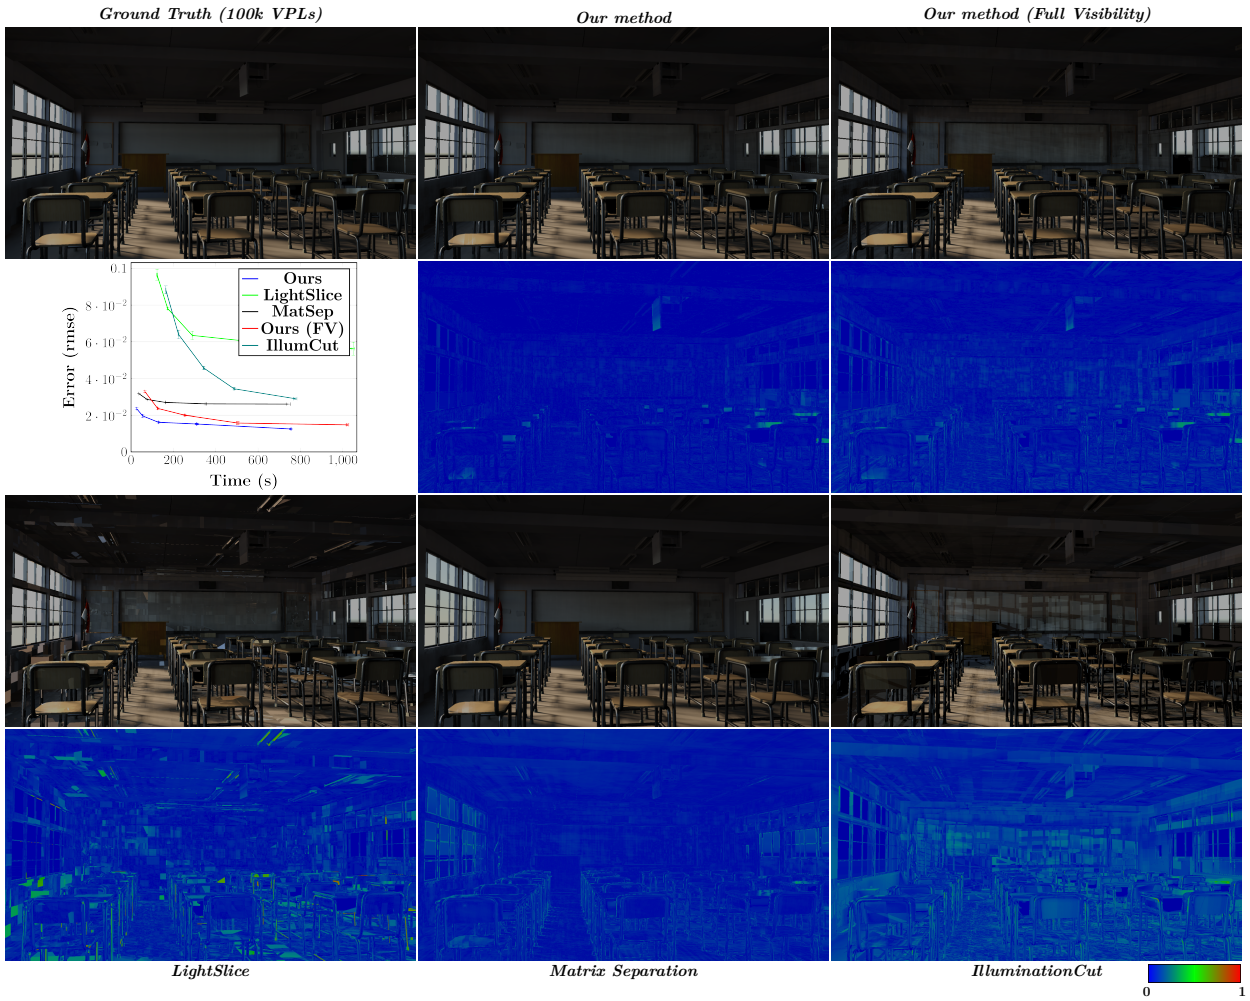 Ground Truth (100k VPLs)
Our method
Our method (Full Visibility)
Error (rmse)
0.1
8 · 10⁻²
6 · 10⁻²
4 · 10⁻²
2 · 10⁻²
0
0 200 400 600 800 1,000
Time (s)
Ours
LightSlice
MatSep
Ours (FV)
IllumCut
LightSlice
Matrix Separation
IlluminationCut
0 1